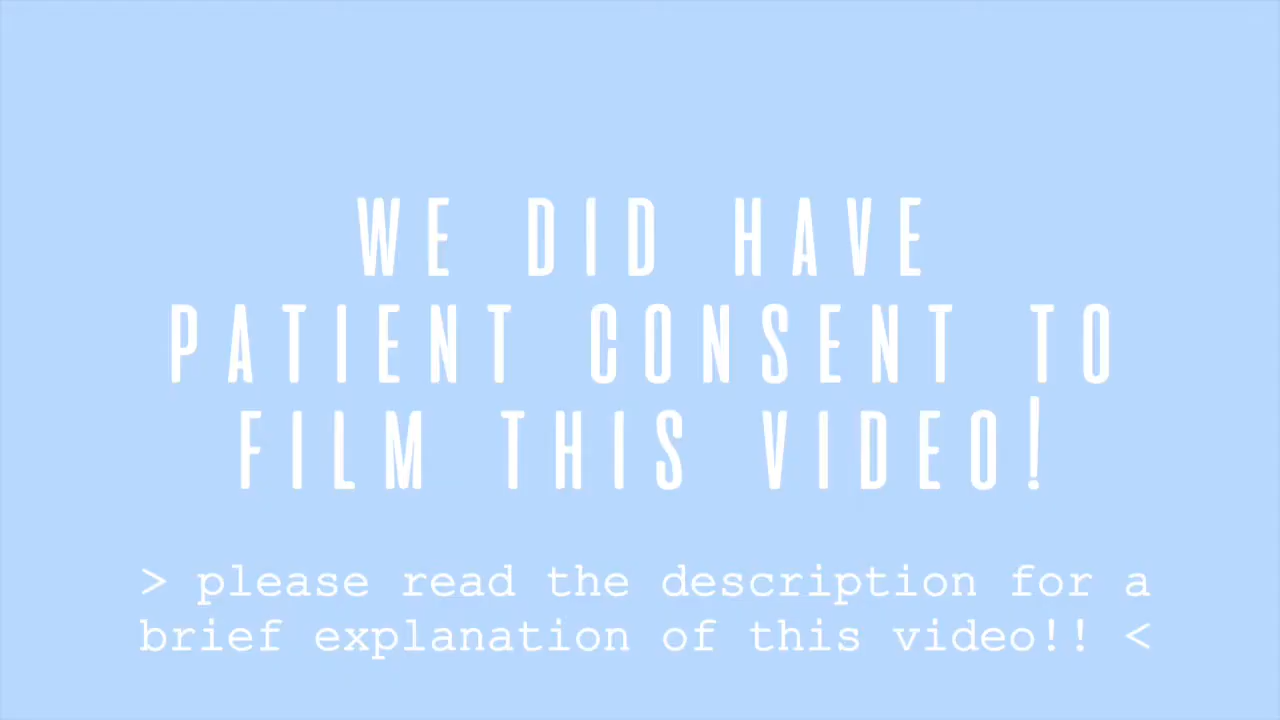 WE DID HAVE
PATIENT CONSENT TO
FILM THIS VIDEO!
> please read the description for a
brief explanation of this video!! <